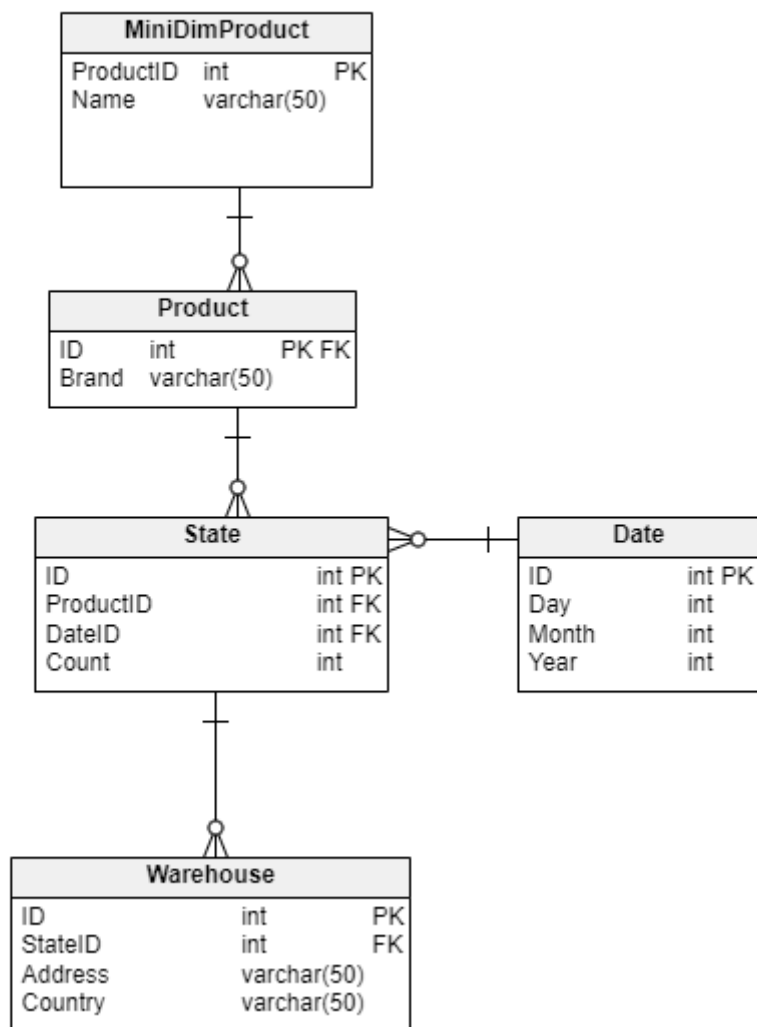 MiniDimProduct
ProductID int PK
Name varchar(50)
Product
ID int PK FK
Brand varchar(50)
State
ID int PK
ProductID int FK
DateID int FK
Count int
Date
ID int PK
Day int
Month int
Year int
Warehouse
ID int PK
StateID int FK
Address varchar(50)
Country varchar(50)